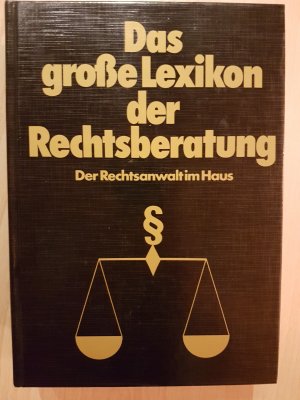 Das
große Lexikon
der
Rechtsberatung
Der Rechtsanwalt im Haus
§